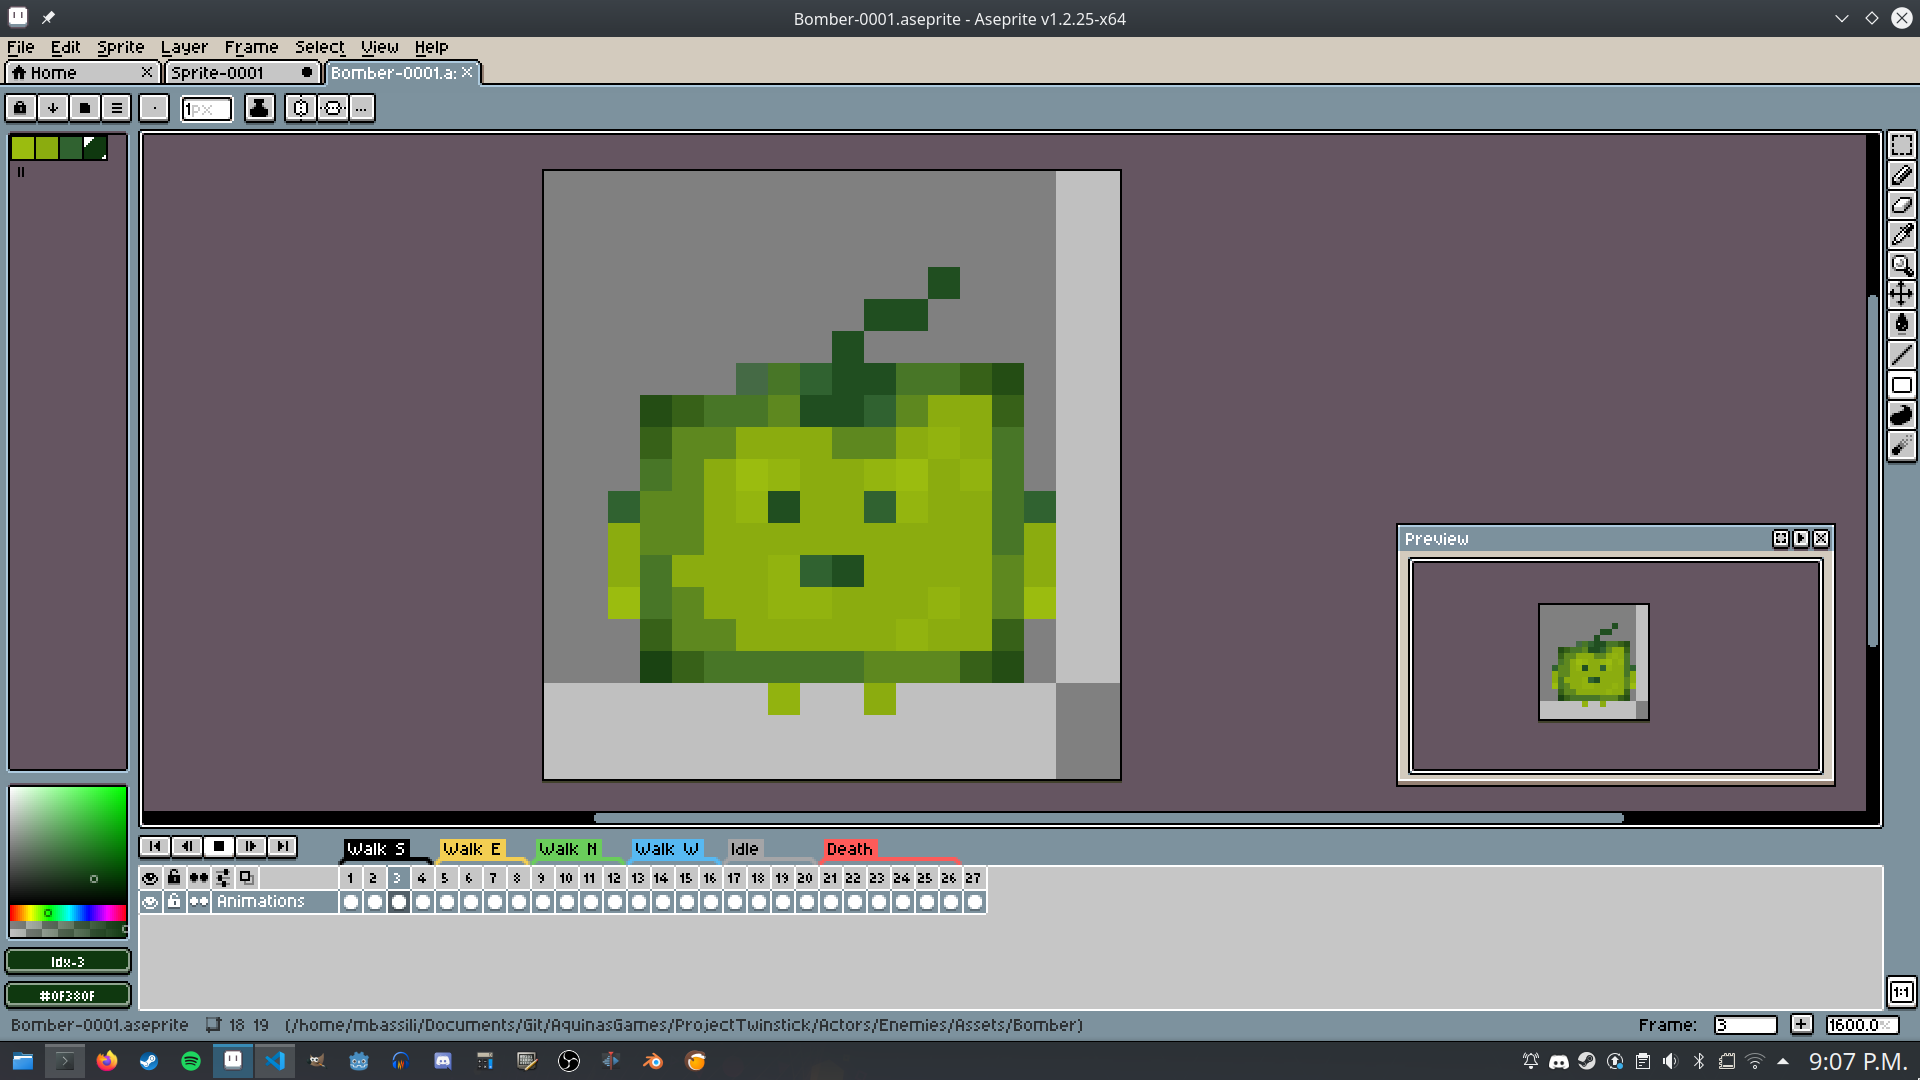 Bomber-0001.aseprite - Aseprite v1.2.25-x64
File Edit Sprite Layer Frame Select View Help
Home Sprite-0001 Bomber-0001.a:
1px
Preview
Walk S Walk E Walk N Walk W Idle Death
1 2 3 4 5 6 7 8 9 10 11 12 13 14 15 16 17 18 19 20 21 22 23 24 25 26 27
Animations
Idx-3
#0F380F
1:1
Bomber-0001.aseprite 18 19 (/home/mbassili/Documents/Git/AquinasGames/ProjectTwinstick/Actors/Enemies/Assets/Bomber) Frame: 3 1600.0%
9:07 P.M.